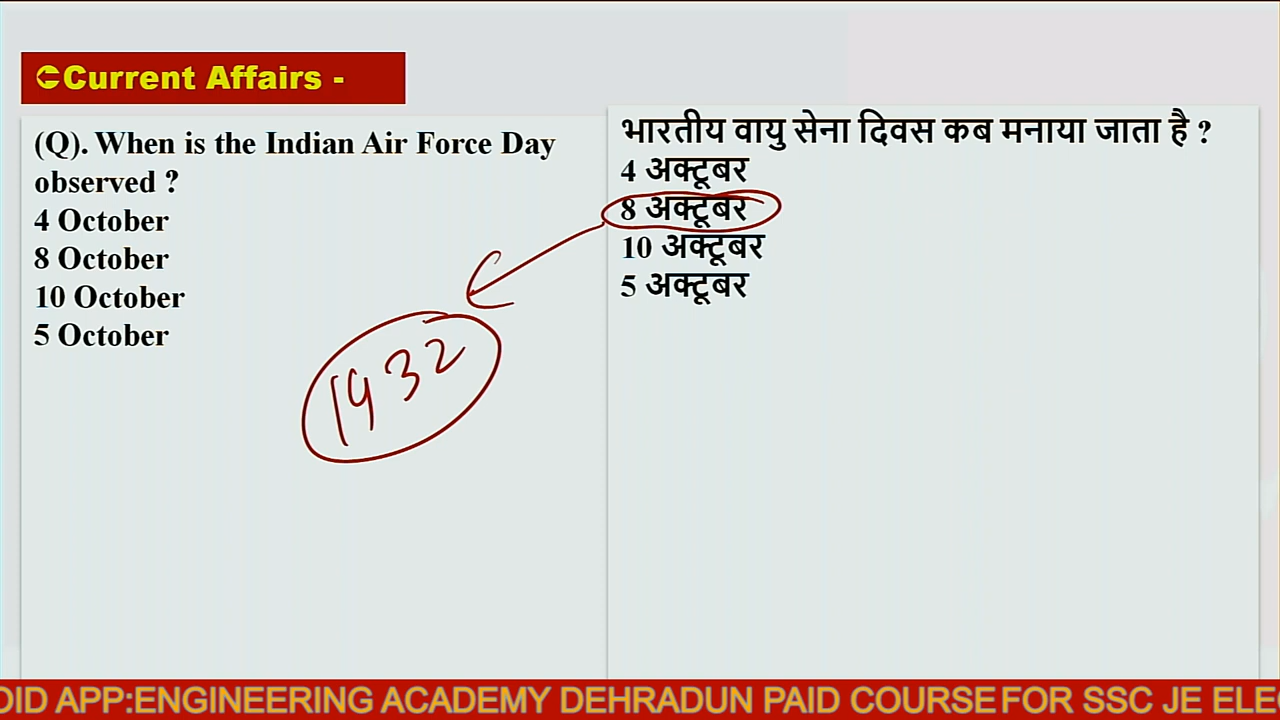 Current Affairs -
(Q). When is the Indian Air Force Day
observed ?
4 October
8 October
10 October
5 October
भारतीय वायु सेना दिवस कब मनाया जाता है ?
4 अक्टूबर
8 अक्टूबर
10 अक्टूबर
5 अक्टूबर
1932
OID APP:ENGINEERING ACADEMY DEHRADUN PAID COURSE FOR SSC JE ELEC